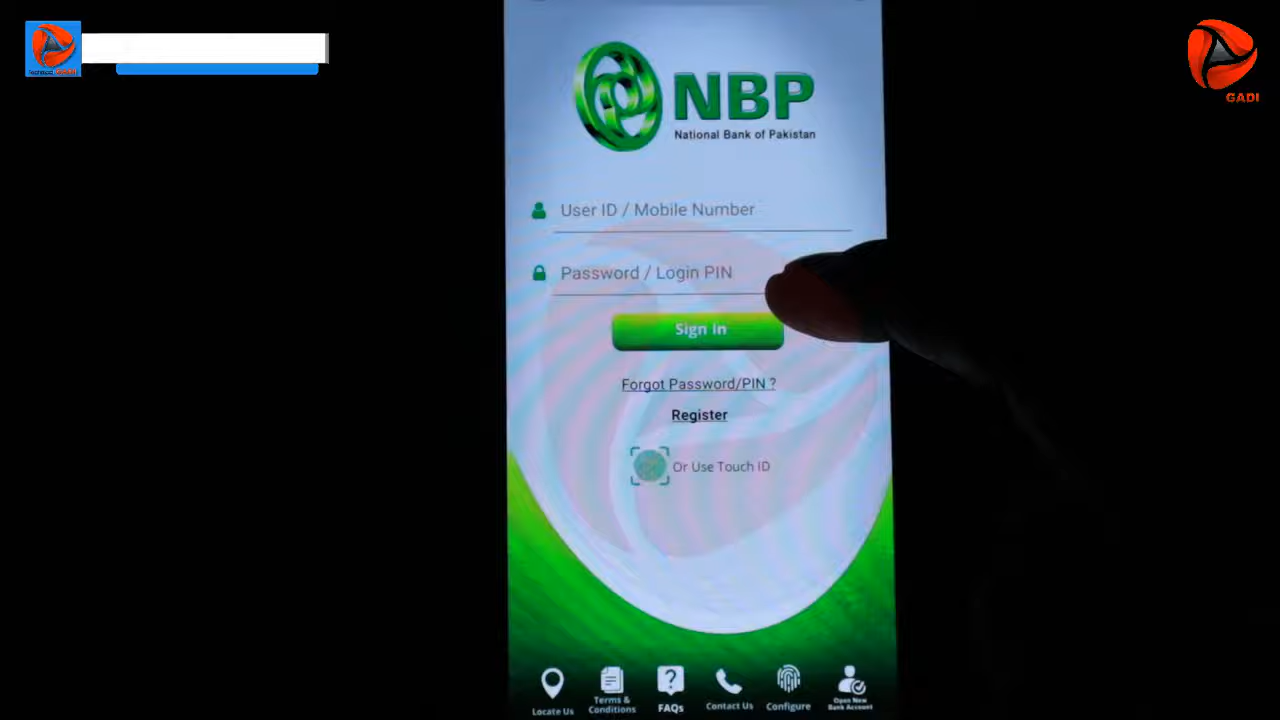 GADI
NBP
National Bank of Pakistan
User ID / Mobile Number
Password / Login PIN
Sign In
Forgot Password/PIN ?
Register
Or Use Touch ID
Locate Us
Terms & Conditions
FAQs
Contact Us
Configure
Open New Bank Account